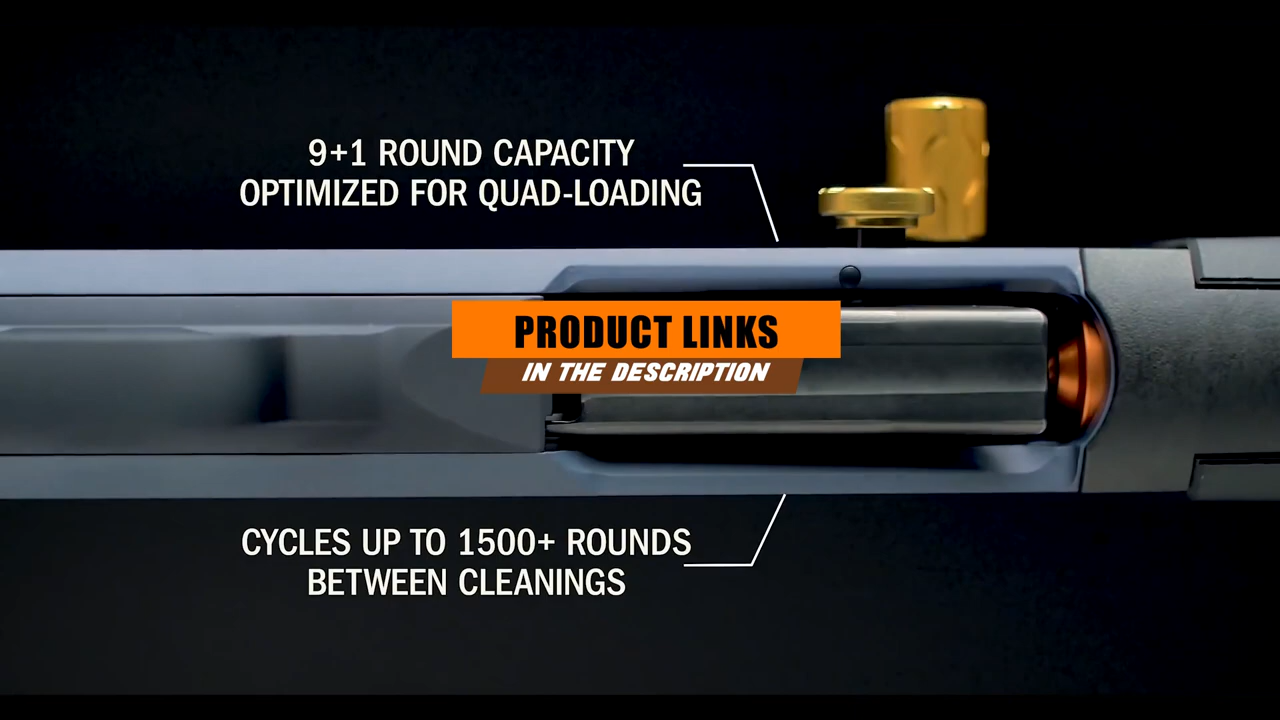 9+1 ROUND CAPACITY
OPTIMIZED FOR QUAD-LOADING
PRODUCT LINKS
IN THE DESCRIPTION
CYCLES UP TO 1500+ ROUNDS
BETWEEN CLEANINGS